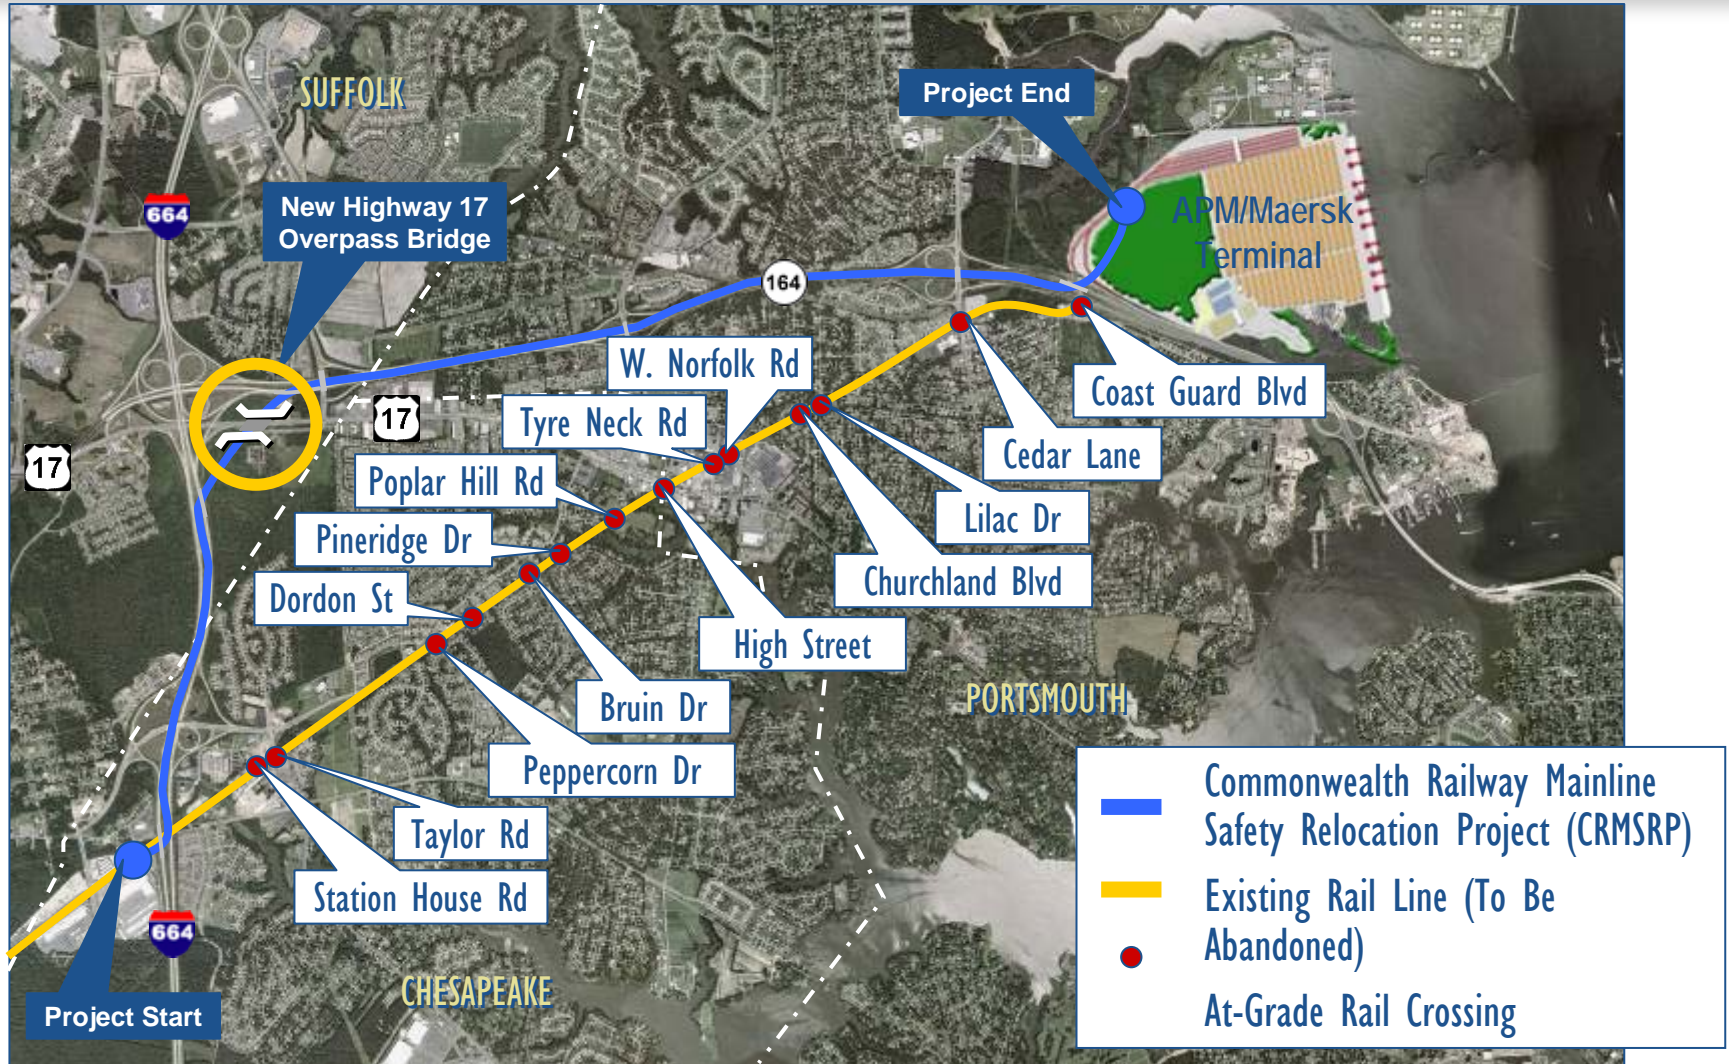 SUFFOLK
Project End
664
New Highway 17
Overpass Bridge
APM/Maersk
Terminal
164
W. Norfolk Rd
Coast Guard Blvd
17
Tyre Neck Rd
17
Cedar Lane
Poplar Hill Rd
Lilac Dr
Pineridge Dr
Churchland Blvd
Dordon St
High Street
Bruin Dr
PORTSMOUTH
Peppercorn Dr
Taylor Rd
Station House Rd
664
CHESAPEAKE
Project Start
Commonwealth Railway Mainline
Safety Relocation Project (CRMSRP)
Existing Rail Line (To Be
Abandoned)
At-Grade Rail Crossing